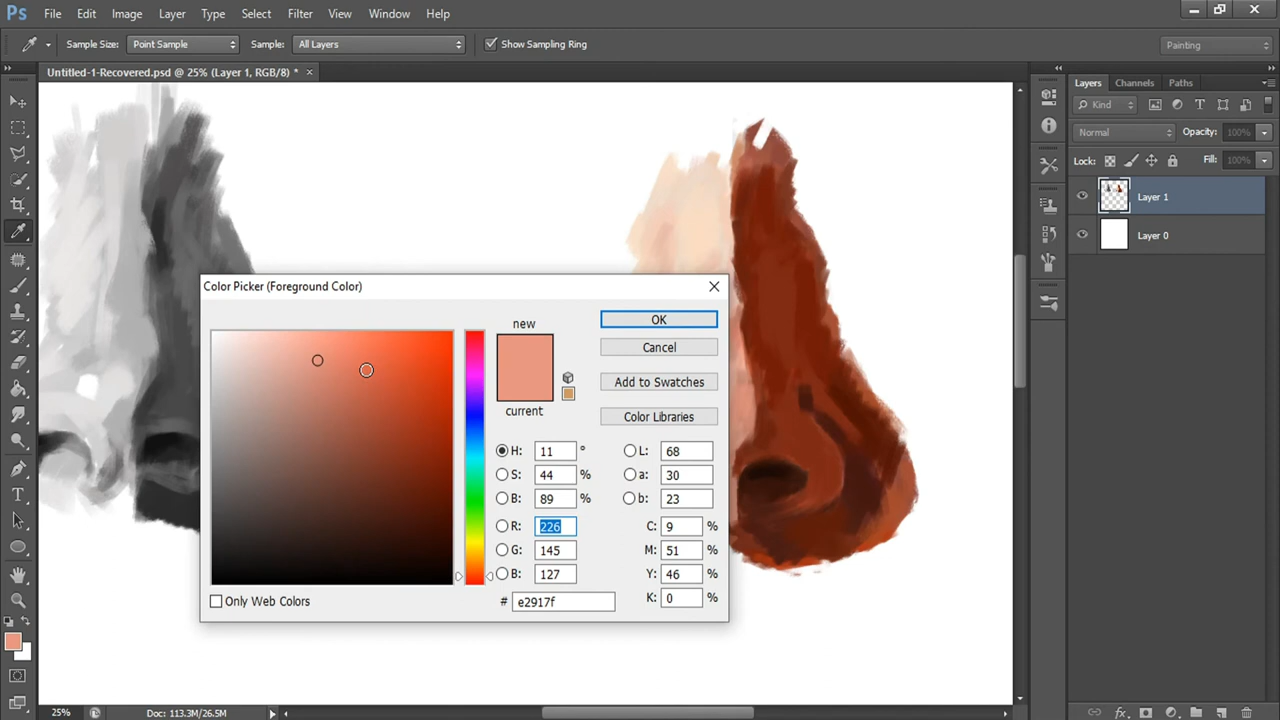 Ps File Edit Image Layer Type Select Filter View Window Help
Sample Size: Point Sample Sample: All Layers Show Sampling Ring Painting
Untitled-1-Recovered.psd @ 25% (Layer 1, RGB/8) * ×
Layers Channels Paths
Kind
Normal Opacity: 100%
Lock: Fill: 100%
Layer 1
Layer 0
Color Picker (Foreground Color)
new
current
OK
Cancel
Add to Swatches
Color Libraries
H: 11 ° L: 68
S: 44 % a: 30
B: 89 % b: 23
R: 226 C: 9 %
G: 145 M: 51 %
B: 127 Y: 46 %
# e2917f K: 0 %
Only Web Colors
25% Doc: 113.3M/26.5M